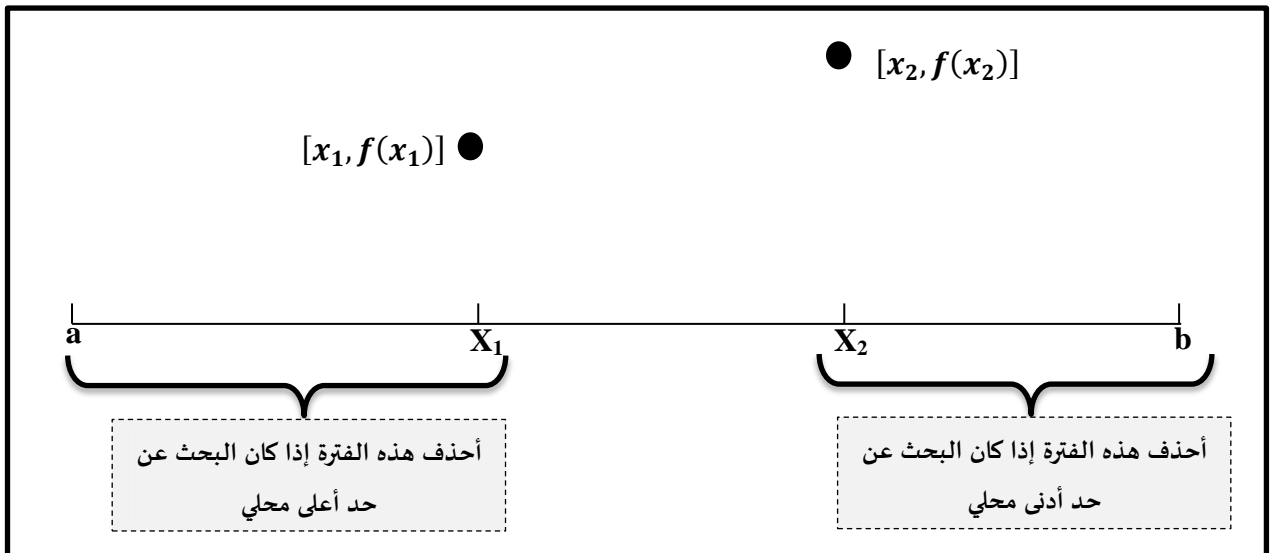 [x₂, f(x₂)]
[x₁, f(x₁)]
a X₁ X₂ b
أحذف هذه الفترة إذا كان البحث عن
حد أدنى محلي
أحذف هذه الفترة إذا كان البحث عن
حد أعلى محلي